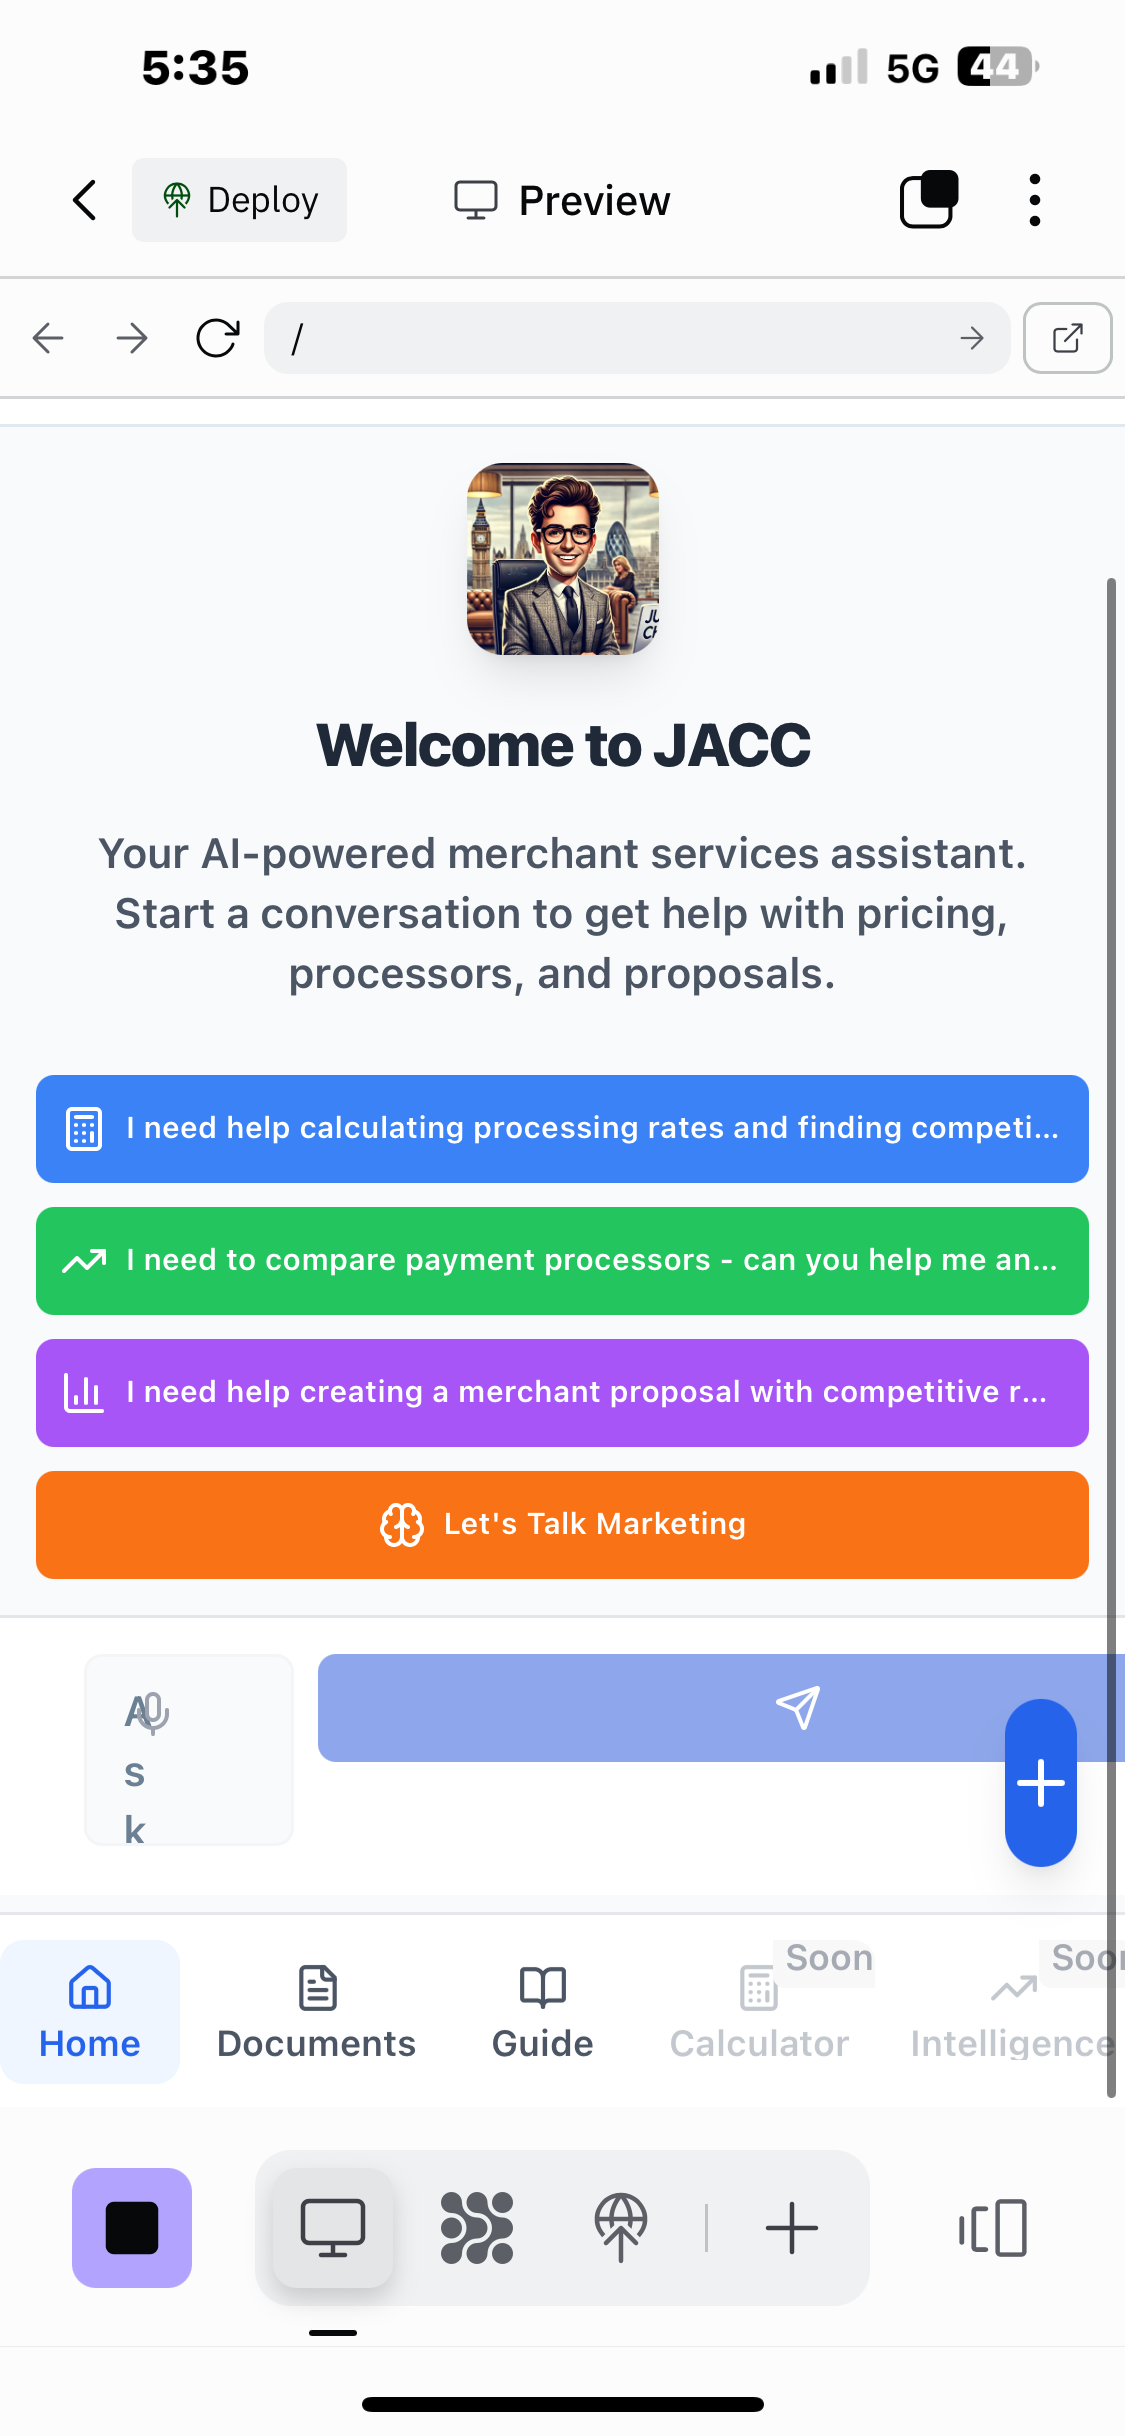 5:35
5G 44
Deploy
Preview
/
JU
Welcome to JACC
Your AI-powered merchant services assistant.
Start a conversation to get help with pricing,
processors, and proposals.
I need help calculating processing rates and finding competi...
I need to compare payment processors - can you help me an...
I need help creating a merchant proposal with competitive r...
Let's Talk Marketing
A
s
k
Soon
Soon
Home
Documents
Guide
Calculator
Intelligence